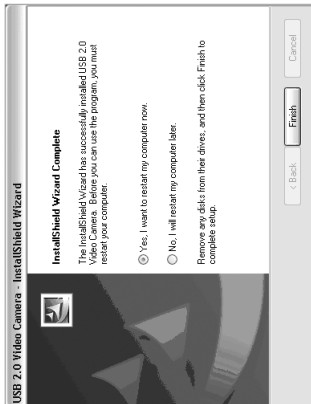 USB 2.0 Video Camera - InstallShield Wizard
InstallShield Wizard Complete
The InstallShield Wizard has successfully installed USB 2.0
Video Camera. Before you can use the program, you must
restart your computer.
Yes, I want to restart my computer now.
No, I will restart my computer later.
Remove any disks from their drives, and then click Finish to
complete setup.
< Back
Finish
Cancel